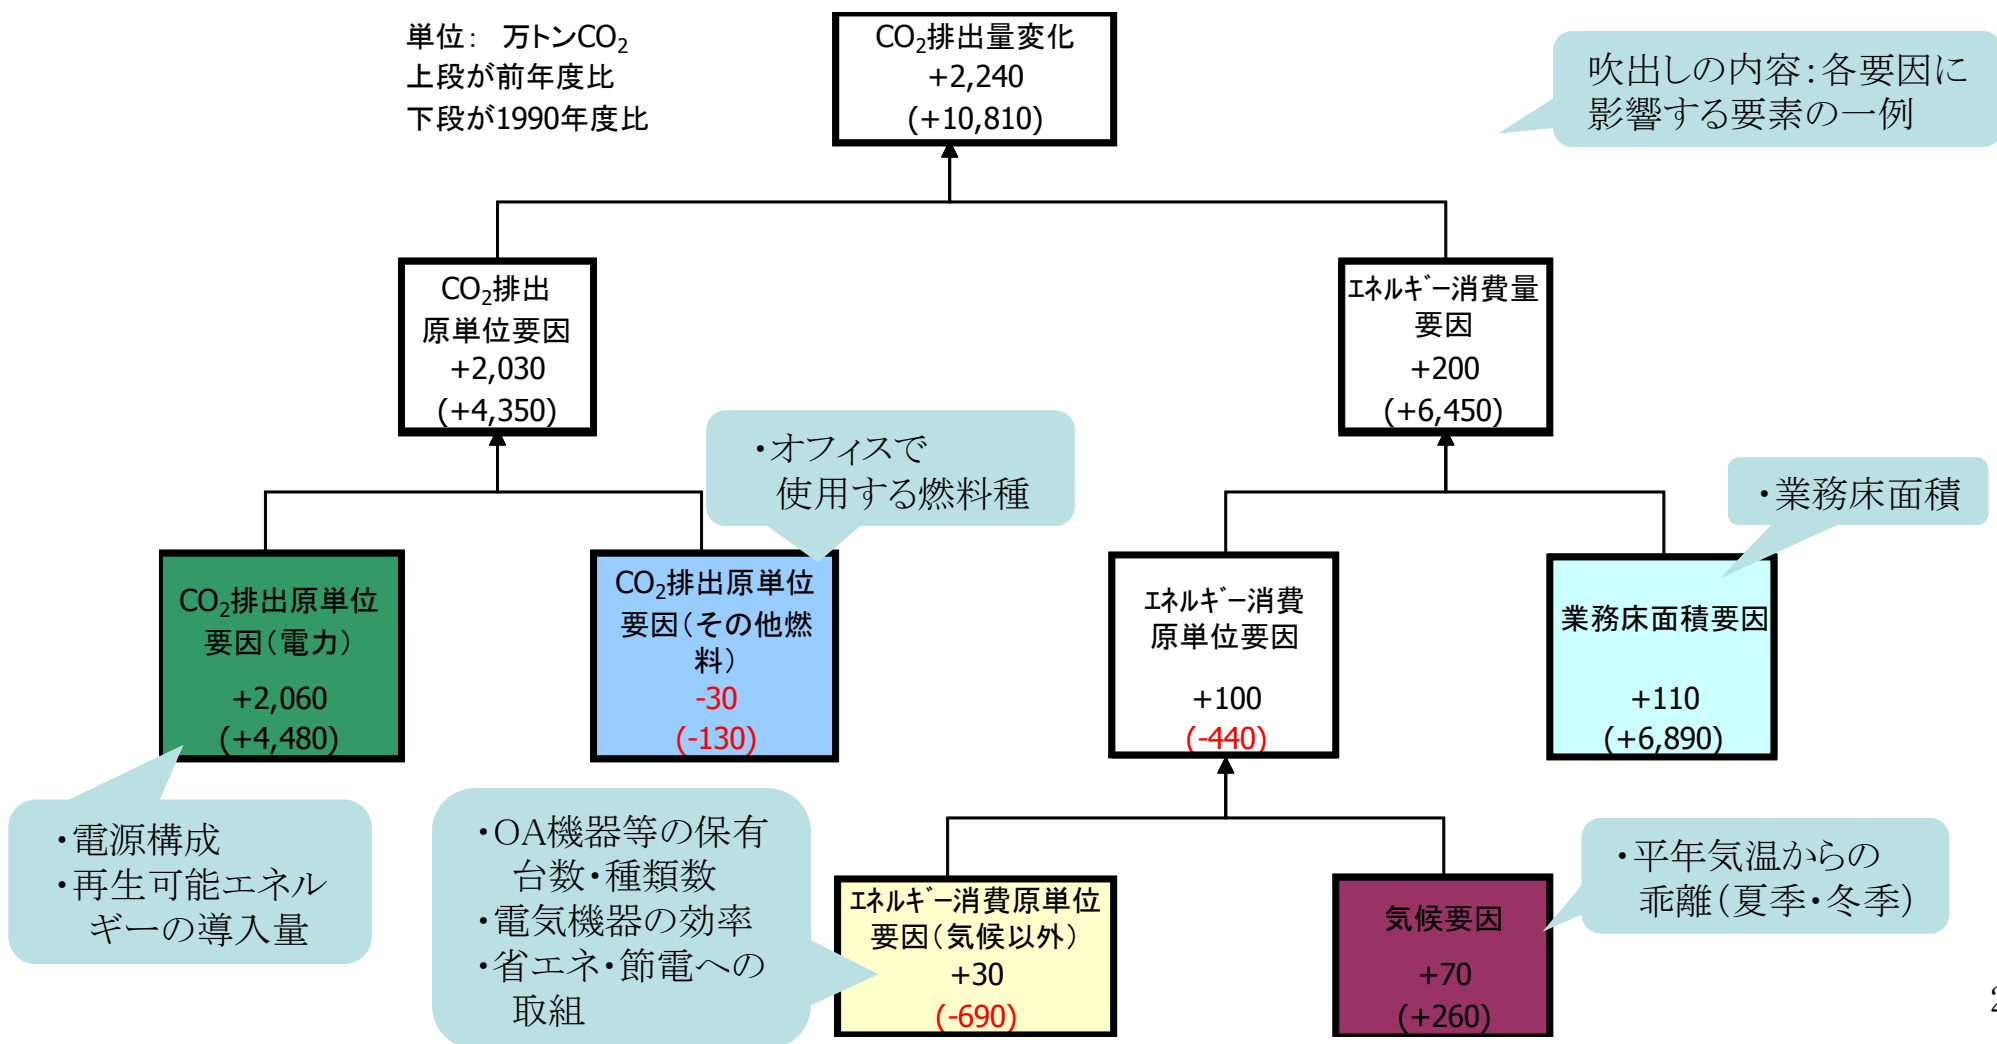 単位： 万トンCO₂
上段が前年度比
下段が1990年度比
CO₂排出量変化
+2,240
(+10,810)
吹出しの内容：各要因に
影響する要素の一例
CO₂排出
原単位要因
+2,030
(+4,350)
ｴﾈﾙｷﾞｰ消費量
要因
+200
(+6,450)
・オフィスで
使用する燃料種
・業務床面積
CO₂排出原単位
要因（電力）
+2,060
(+4,480)
CO₂排出原単位
要因（その他燃
料）
-30
(-130)
ｴﾈﾙｷﾞｰ消費
原単位要因
+100
(-440)
業務床面積要因
+110
(+6,890)
・電源構成
・再生可能エネル
ギーの導入量
・OA機器等の保有
台数・種類数
・電気機器の効率
・省エネ・節電への
取組
ｴﾈﾙｷﾞｰ消費原単位
要因（気候以外）
+30
(-690)
気候要因
+70
(+260)
・平年気温からの
乖離（夏季・冬季）